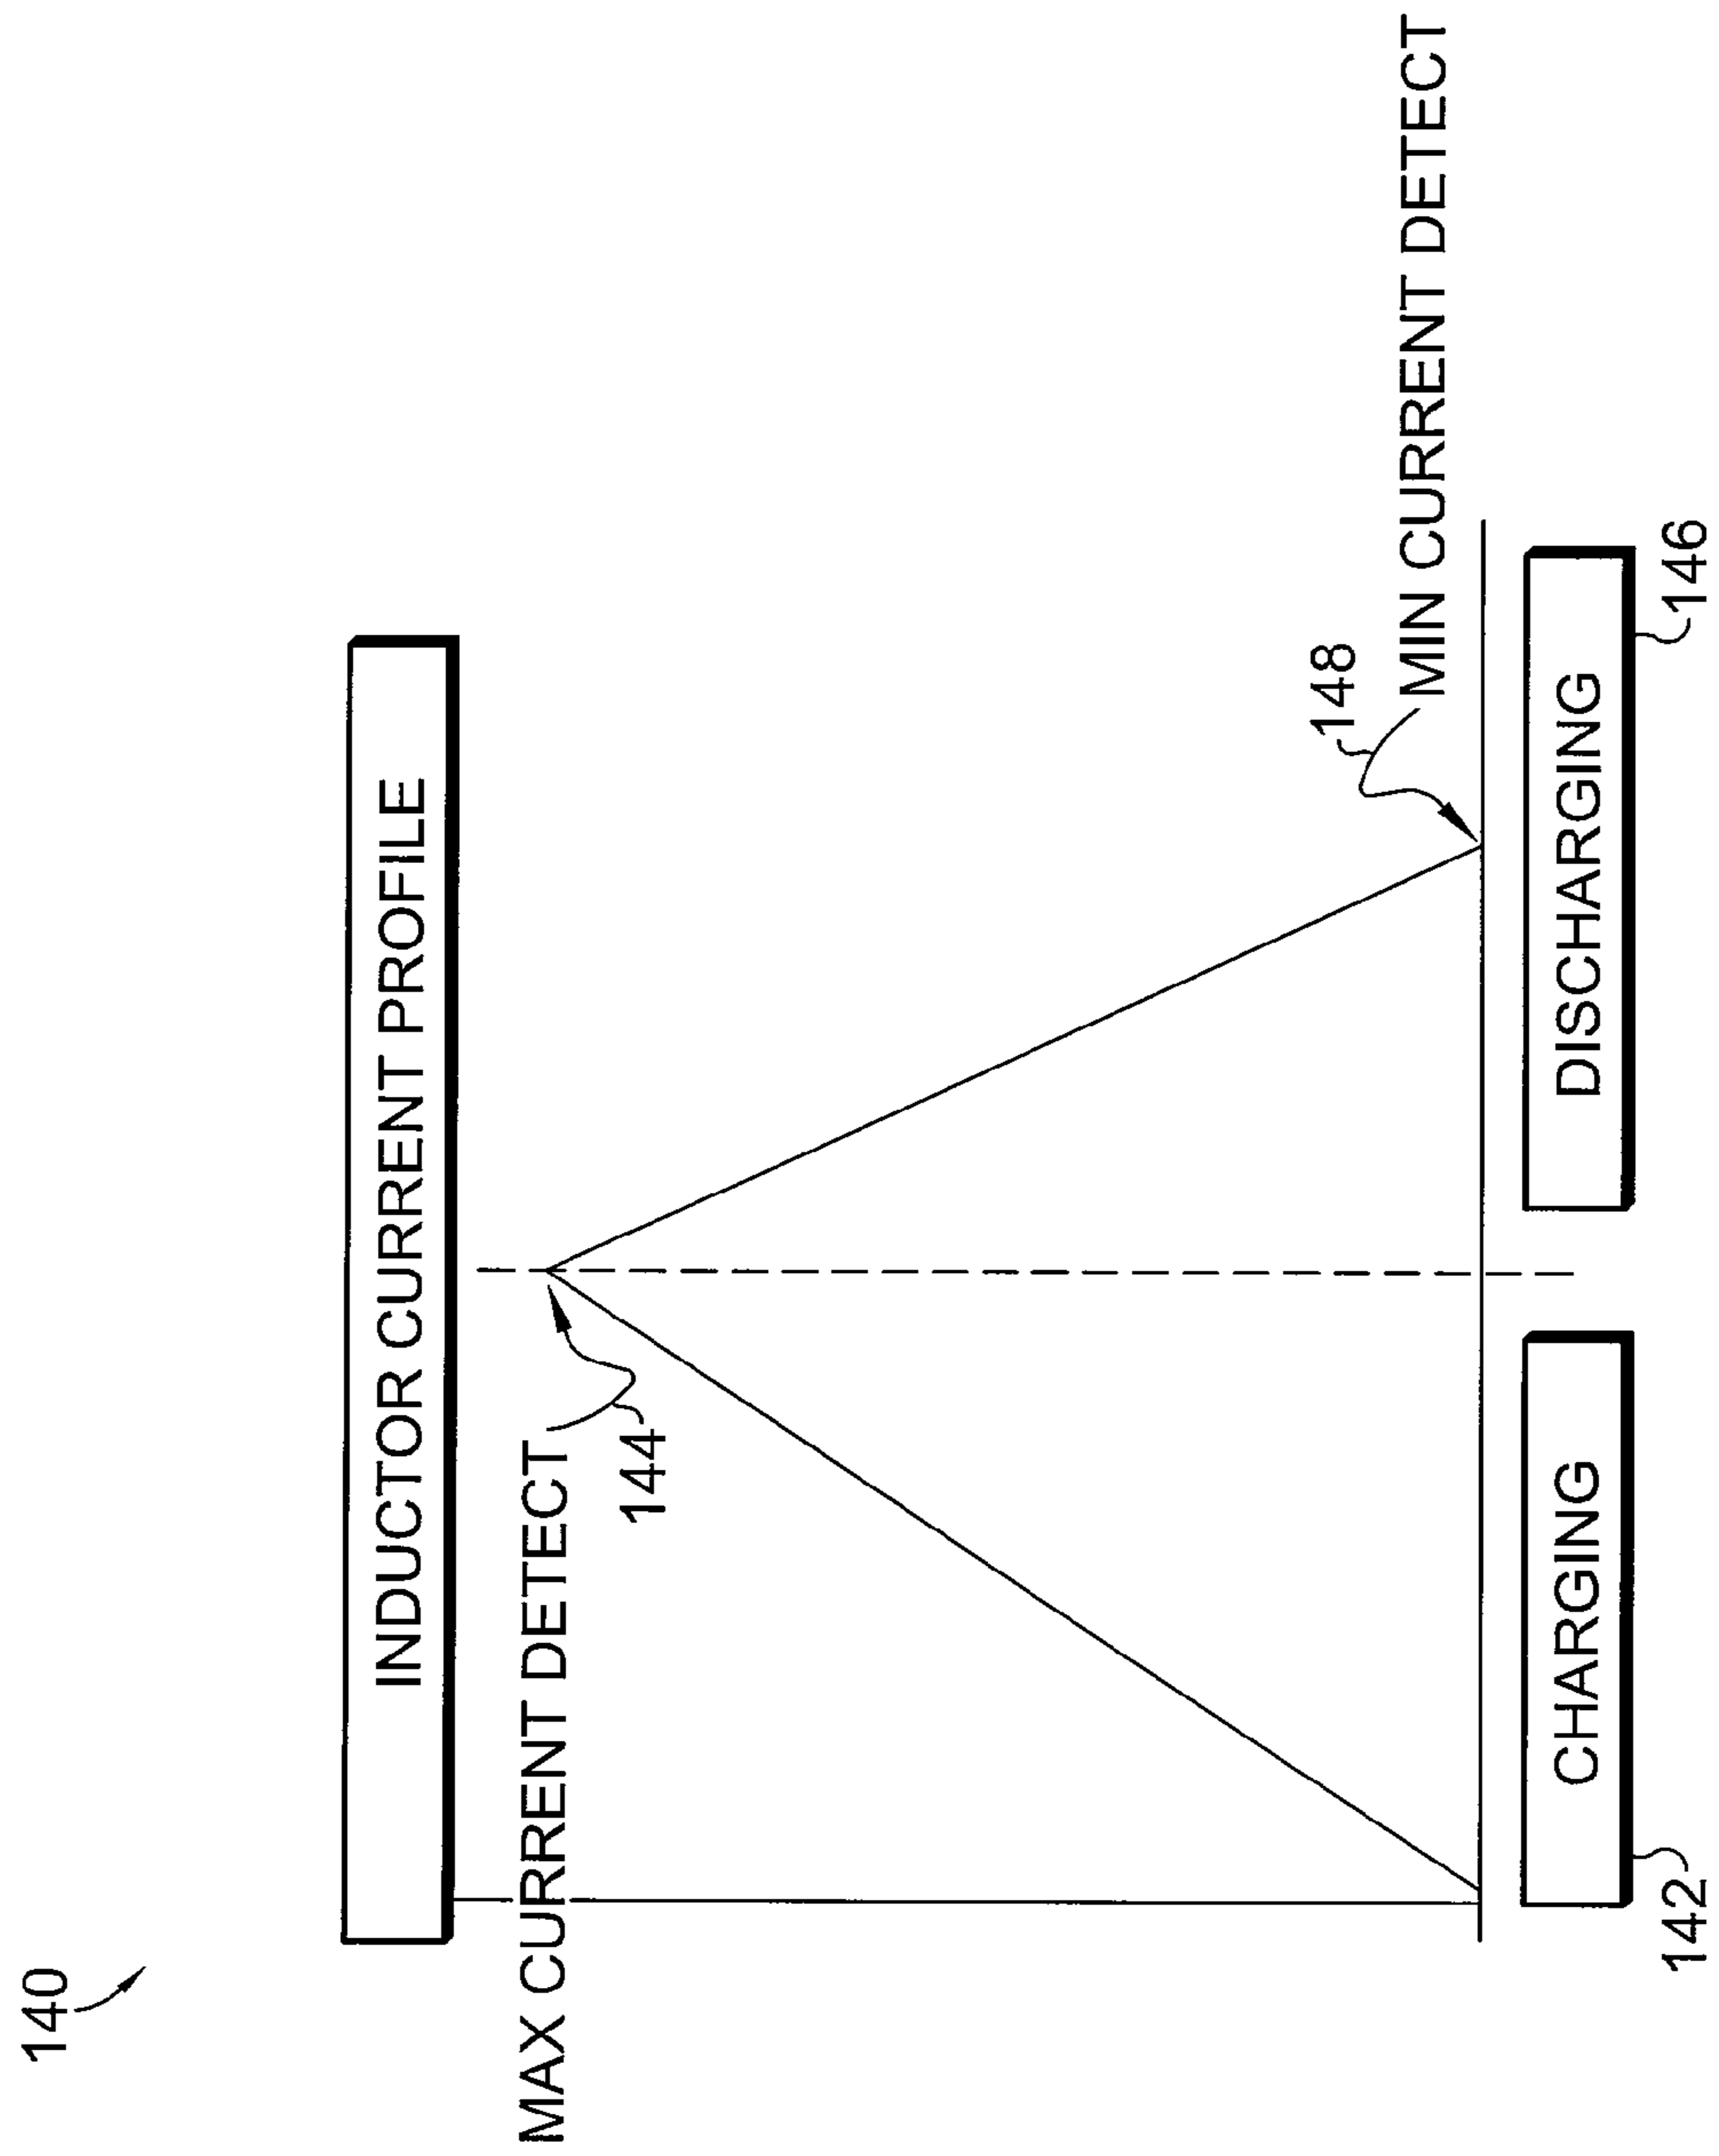 140
INDUCTOR CURRENT PROFILE
MAX CURRENT DETECT
144
148
MIN CURRENT DETECT
CHARGING
DISCHARGING
142
146